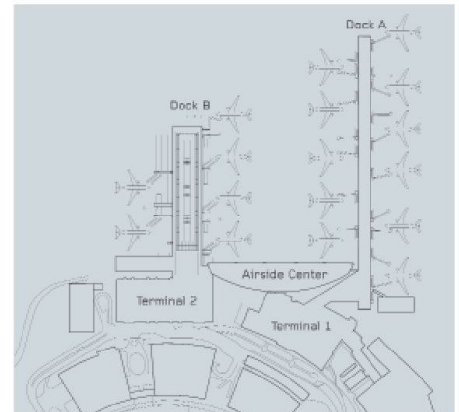 Dock A
Dock B
Airside Center
Terminal 2
Terminal 1